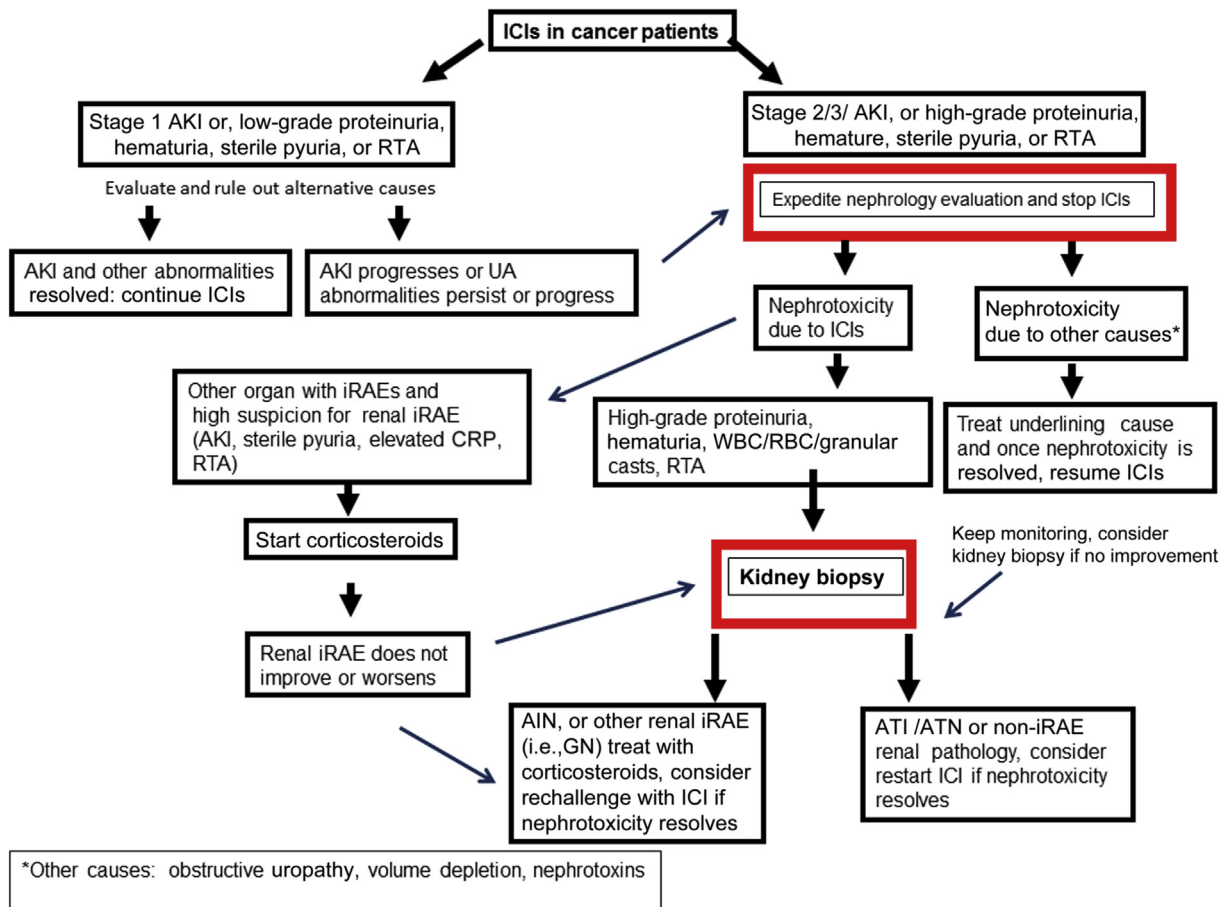 ICIs in cancer patients
Stage 1 AKI or, low-grade proteinuria,
hematuria, sterile pyuria, or RTA
Stage 2/3/ AKI, or high-grade proteinuria,
hemature, sterile pyuria, or RTA
Evaluate and rule out alternative causes
Expedite nephrology evaluation and stop ICIs
AKI and other abnormalities
resolved: continue ICIs
AKI progresses or UA
abnormalities persist or progress
Nephrotoxicity
due to ICIs
Nephrotoxicity
due to other causes*
Other organ with iRAEs and
high suspicion for renal iRAE
(AKI, sterile pyuria, elevated CRP,
RTA)
High-grade proteinuria,
hematuria, WBC/RBC/granular
casts, RTA
Treat underlining cause
and once nephrotoxicity is
resolved, resume ICIs
Start corticosteroids
Keep monitoring, consider
kidney biopsy if no improvement
Kidney biopsy
Renal iRAE does not
improve or worsens
AIN, or other renal iRAE
(i.e.,GN) treat with
corticosteroids, consider
rechallenge with ICI if
nephrotoxicity resolves
ATI /ATN or non-iRAE
renal pathology, consider
restart ICI if nephrotoxicity
resolves
*Other causes: obstructive uropathy, volume depletion, nephrotoxins